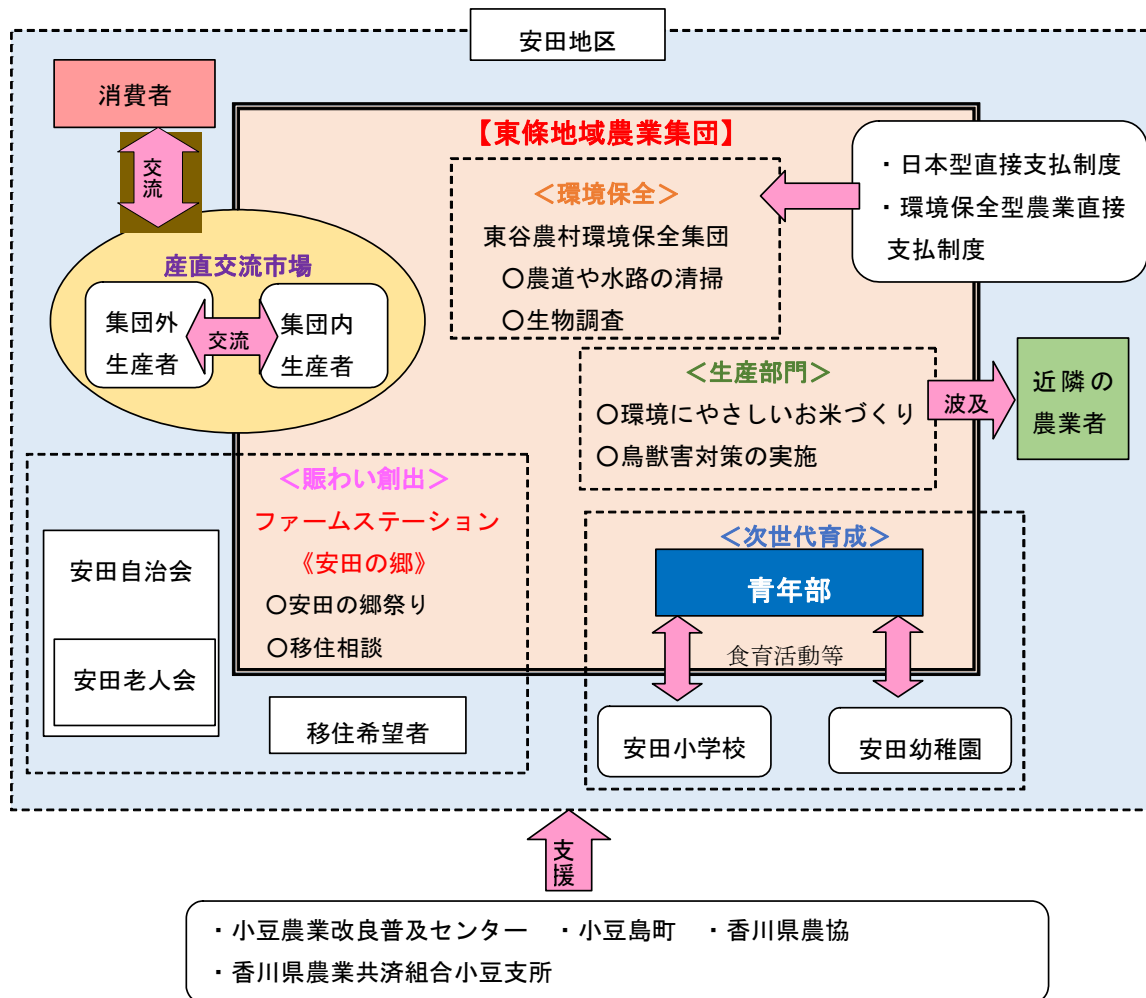 安田地区
消費者
交流
【東條地域農業集団】
＜環境保全＞
東谷農村環境保全集団
〇農道や水路の清掃
〇生物調査
・日本型直接支払制度
・環境保全型農業直接
支払制度
産直交流市場
集団外
生産者
交流
集団内
生産者
＜生産部門＞
〇環境にやさしいお米づくり
〇鳥獣害対策の実施
波及
近隣の
農業者
＜賑わい創出＞
ファームステーション
《安田の郷》
〇安田の郷祭り
〇移住相談
安田自治会
安田老人会
移住希望者
＜次世代育成＞
青年部
食育活動等
安田小学校
安田幼稚園
支援
・小豆農業改良普及センター　・小豆島町　・香川県農協
・香川県農業共済組合小豆支所